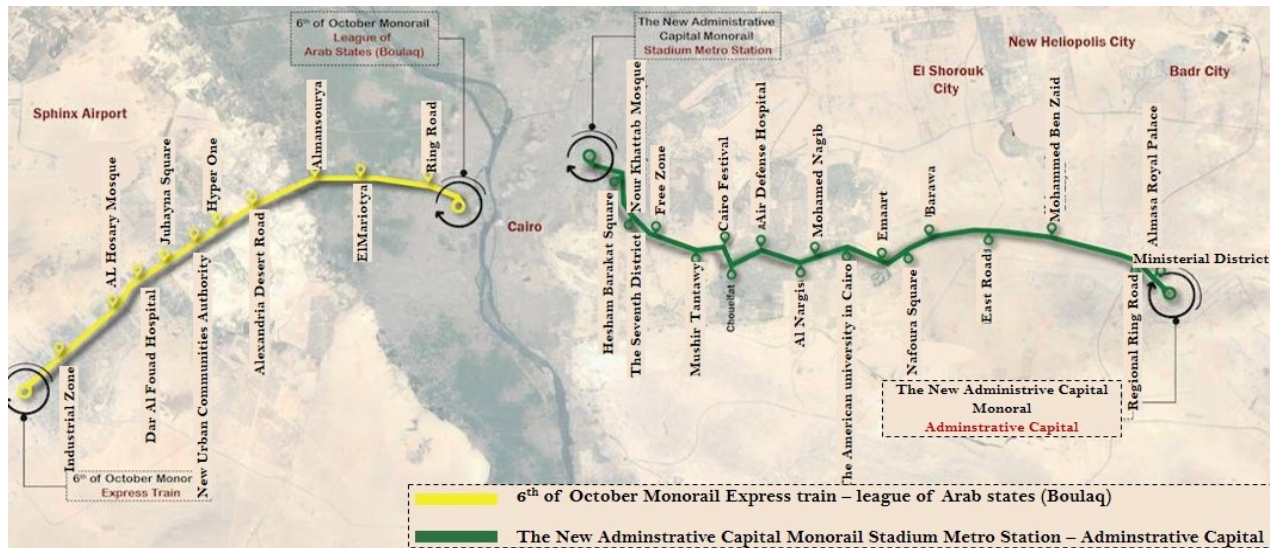 6th of October Monorail
League of
Arab States (Boulaq)
The New Administrative
Capital Monorail
Stadium Metro Station
New Heliopolis City
El Shorouk
City
Badr City
Sphinx Airport
Cairo
Industrial Zone
AL Hosary Mosque
Dar Al Fouad Hospital
Juhayna Square
New Urban Communities Authority
Hyper One
Alexandria Desert Road
Almansourya
ElMariotya
Ring Road
Hesham Barakat Square
Nour Khattab Mosque
The Seventh District
Free Zone
Mushir Tantawy
Cairo Festival
Choueifat
Air Defense Hospital
Al Nargis
Mohamed Nagib
The American university in Cairo
Emaart
Nafoura Square
Barawa
East Roads
Mohammed Ben Zaid
Regional Ring Road
Almasa Royal Palace
Ministerial District
The New Adminstrive Capital
Monoral
Adminstrative Capital
6th of October Monor
Express Train
6th of October Monorail Express train – league of Arab states (Boulaq)
The New Adminstrative Capital Monorail Stadium Metro Station – Adminstrative Capital